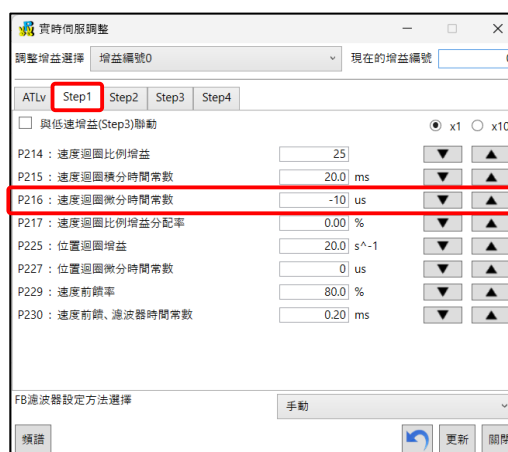 實時伺服調整
調整增益選擇 增益編號0 現在的增益編號 0
ATLv Step1 Step2 Step3 Step4
與低速增益(Step3)聯動 x1 x10
P214：速度迴圈比例增益 25
P215：速度迴圈積分時間常數 20.0 ms
P216：速度迴圈微分時間常數 -10 us
P217：速度迴圈比例增益分配率 0.00 %
P225：位置迴圈增益 20.0 s^-1
P227：位置迴圈微分時間常數 0 us
P229：速度前饋率 80.0 %
P230：速度前饋、濾波器時間常數 0.20 ms
FB濾波器設定方法選擇 手動
頻譜 更新 關閉